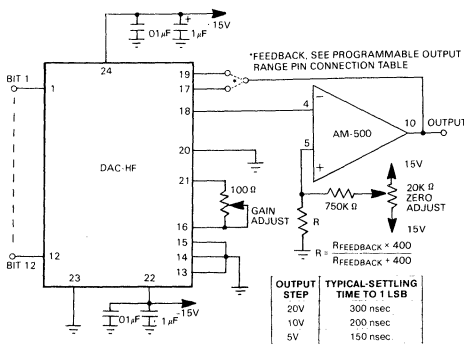 15V
.01µF
1µF
+
24
BIT 1
1
DAC-HF
12
BIT 12
23
22
19
17
18
20
21
16
15
14
13
*FEEDBACK, SEE PROGRAMMABLE OUTPUT
RANGE PIN CONNECTION TABLE
4
5
10
AM-500
OUTPUT
100Ω
GAIN
ADJUST
R
750K Ω
15V
20K Ω
ZERO
ADJUST
15V
R = RFEEDBACK × 400
RFEEDBACK + 400
.01µF
.1µF
-15V
OUTPUT STEP TYPICAL-SETTLING TIME TO 1 LSB
20V 300 nsec
10V 200 nsec
5V 150 nsec